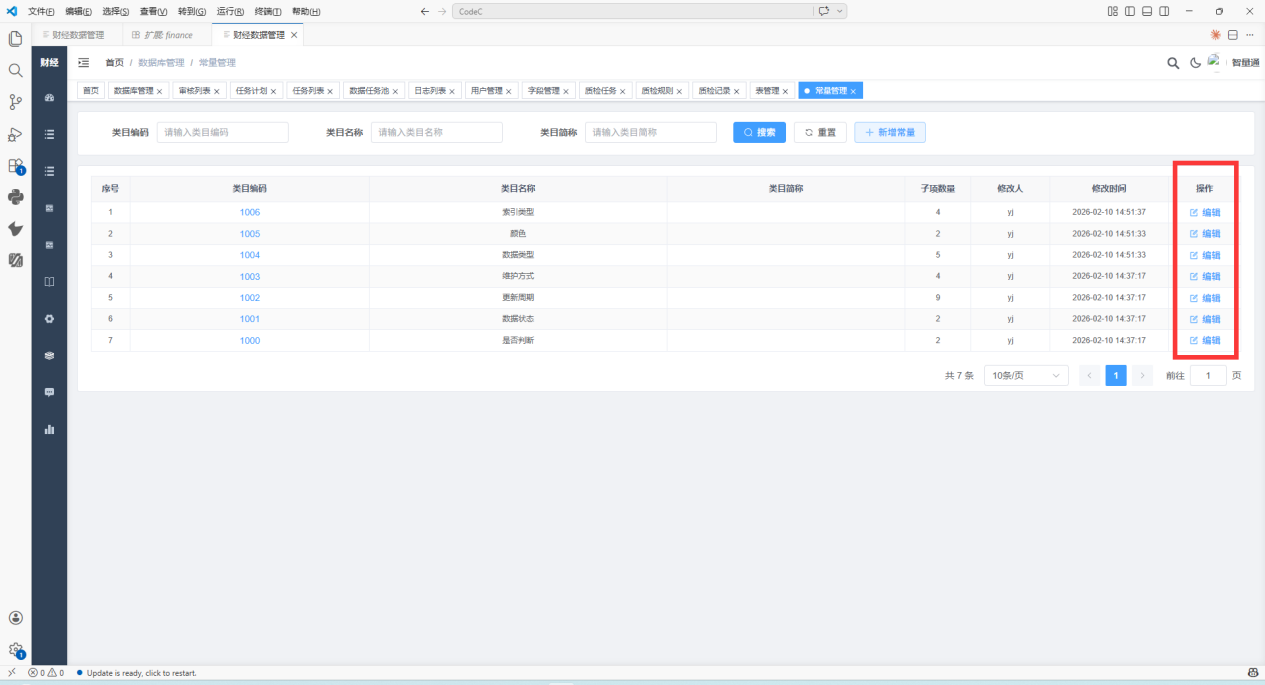 文件(F) 编辑(E) 选择(S) 查看(V) 转到(G) 运行(R) 终端(T) 帮助(H) CodeC
财经数据管理 扩展: finance 财经数据管理
财经 首页 / 数据库管理 / 常量管理 智量通
首页 数据库管理 审核列表 任务计划 任务列表 数据任务池 日志列表 用户管理 字段管理 质检任务 质检规则 质检记录 表管理 常量管理
类目编码 请输入类目编码 类目名称 请输入类目名称 类目简称 请输入类目简称 搜索 重置 新增常量
序号 类目编码 类目名称 类目简称 子项数量 修改人 修改时间 操作
1 1006 索引类型 4 yj 2026-02-10 14:51:37 编辑
2 1005 颜色 2 yj 2026-02-10 14:51:33 编辑
3 1004 数据类型 5 yj 2026-02-10 14:51:33 编辑
4 1003 维护方式 4 yj 2026-02-10 14:37:17 编辑
5 1002 更新周期 9 yj 2026-02-10 14:37:17 编辑
6 1001 数据状态 2 yj 2026-02-10 14:37:17 编辑
7 1000 是否判断 2 yj 2026-02-10 14:37:17 编辑
共 7 条 10条/页 1 前往 1 页
0 0 Update is ready, click to restart.